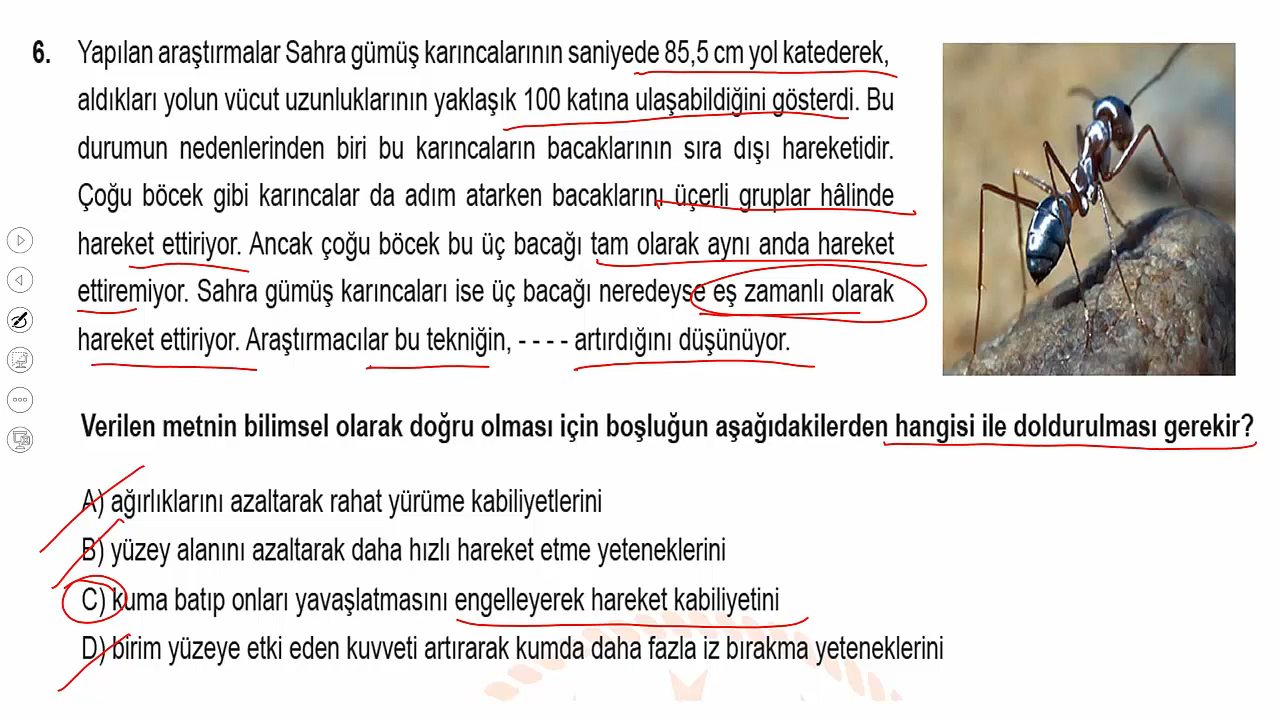 6. Yapılan araştırmalar Sahra gümüş karıncalarının saniyede 85,5 cm yol katederek,
aldıkları yolun vücut uzunluklarının yaklaşık 100 katına ulaşabildiğini gösterdi. Bu
durumun nedenlerinden biri bu karıncaların bacaklarının sıra dışı hareketidir.
Çoğu böcek gibi karıncalar da adım atarken bacaklarını üçerli gruplar hâlinde
hareket ettiriyor. Ancak çoğu böcek bu üç bacağı tam olarak aynı anda hareket
ettiremiyor. Sahra gümüş karıncaları ise üç bacağı neredeyse eş zamanlı olarak
hareket ettiriyor. Araştırmacılar bu tekniğin, - - - - artırdığını düşünüyor.
Verilen metnin bilimsel olarak doğru olması için boşluğun aşağıdakilerden hangisi ile doldurulması gerekir?
A) ağırlıklarını azaltarak rahat yürüme kabiliyetlerini
B) yüzey alanını azaltarak daha hızlı hareket etme yeteneklerini
C) kuma batıp onları yavaşlatmasını engelleyerek hareket kabiliyetini
D) birim yüzeye etki eden kuvveti artırarak kumda daha fazla iz bırakma yeteneklerini